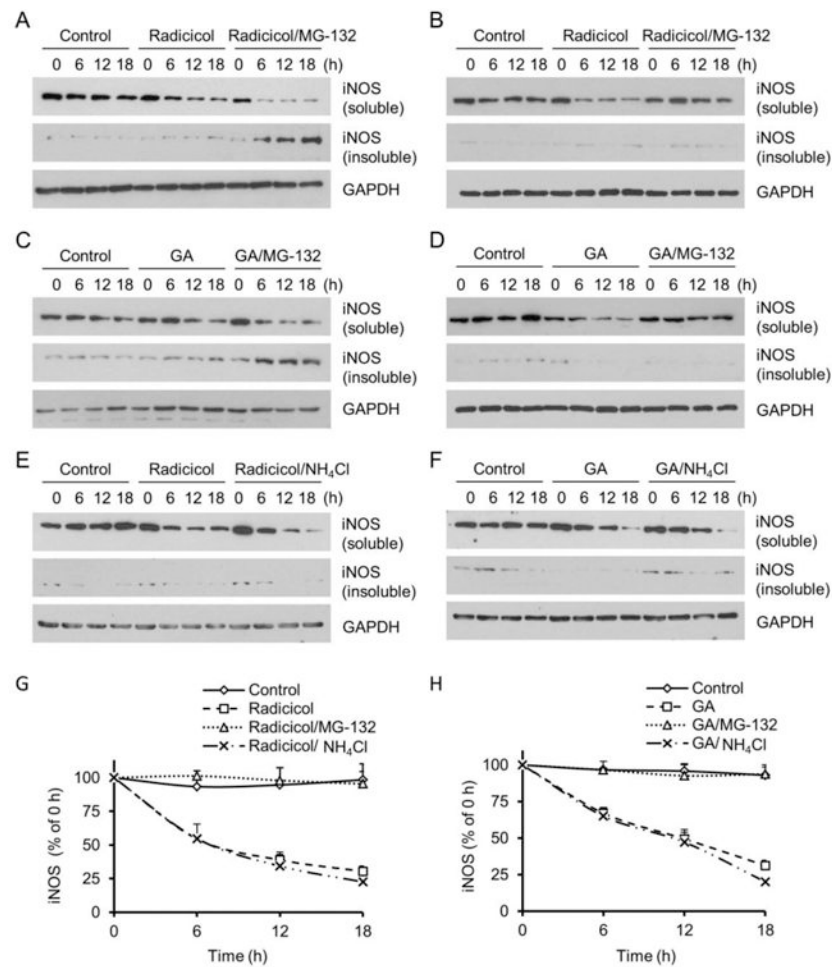 A
Control Radicicol Radicicol/MG-132
0 6 12 18 0 6 12 18 0 6 12 18 (h)
iNOS
(soluble)
iNOS
(insoluble)
GAPDH
B
Control Radicicol Radicicol/MG-132
0 6 12 18 0 6 12 18 0 6 12 18 (h)
iNOS
(soluble)
iNOS
(insoluble)
GAPDH
C
Control GA GA/MG-132
0 6 12 18 0 6 12 18 0 6 12 18 (h)
iNOS
(soluble)
iNOS
(insoluble)
GAPDH
D
Control GA GA/MG-132
0 6 12 18 0 6 12 18 0 6 12 18 (h)
iNOS
(soluble)
iNOS
(insoluble)
GAPDH
E
Control Radicicol Radicicol/NH₄Cl
0 6 12 18 0 6 12 18 0 6 12 18 (h)
iNOS
(soluble)
iNOS
(insoluble)
GAPDH
F
Control GA GA/NH₄Cl
0 6 12 18 0 6 12 18 0 6 12 18 (h)
iNOS
(soluble)
iNOS
(insoluble)
GAPDH
G
Control
Radicicol
Radicicol/MG-132
Radicicol/ NH₄Cl
iNOS (% of 0 h)
100
75
50
25
0
0 6 12 18
Time (h)
H
Control
GA
GA/MG-132
GA/NH₄Cl
iNOS (% of 0 h)
100
75
50
25
0
0 6 12 18
Time (h)